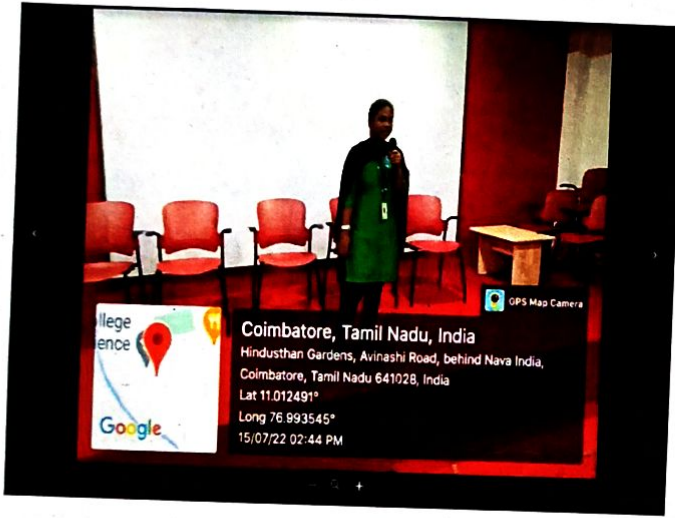 GPS Map Camera
llege
ence
Google
Coimbatore, Tamil Nadu, India
Hindusthan Gardens, Avinashi Road, behind Nava India,
Coimbatore, Tamil Nadu 641028, India
Lat 11.012491°
Long 76.993545°
15/07/22 02:44 PM